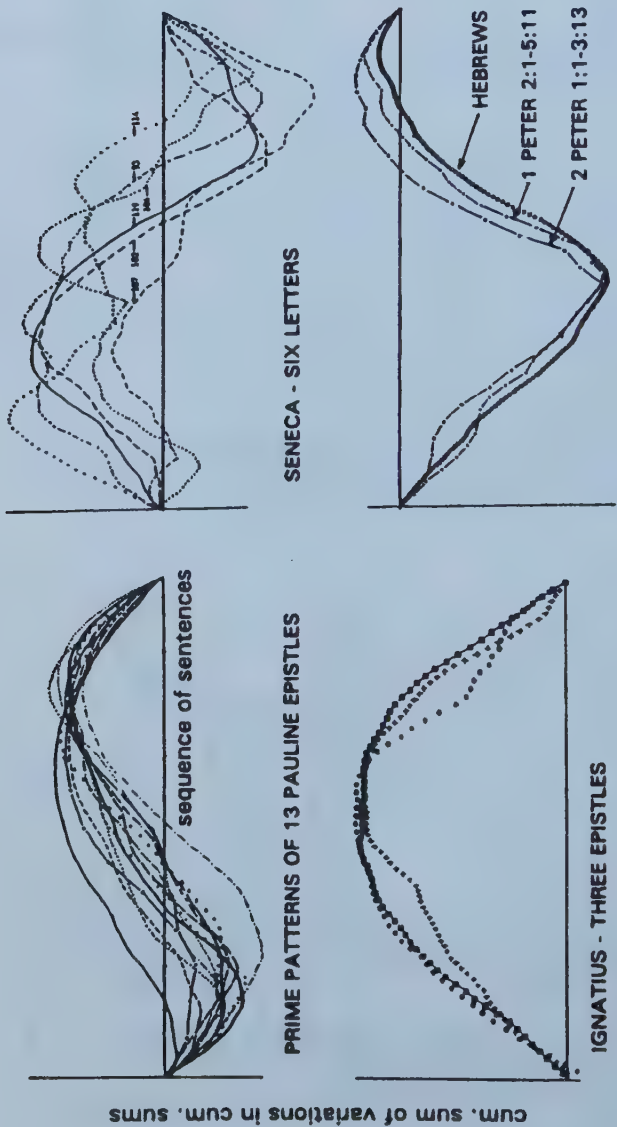 cum. sum of variations in cum. sums
sequence of sentences
PRIME PATTERNS OF 13 PAULINE EPISTLES
114
SENECA - SIX LETTERS
IGNATIUS - THREE EPISTLES
HEBREWS
1 PETER 2:1-5:11
2 PETER 1:1-3:13